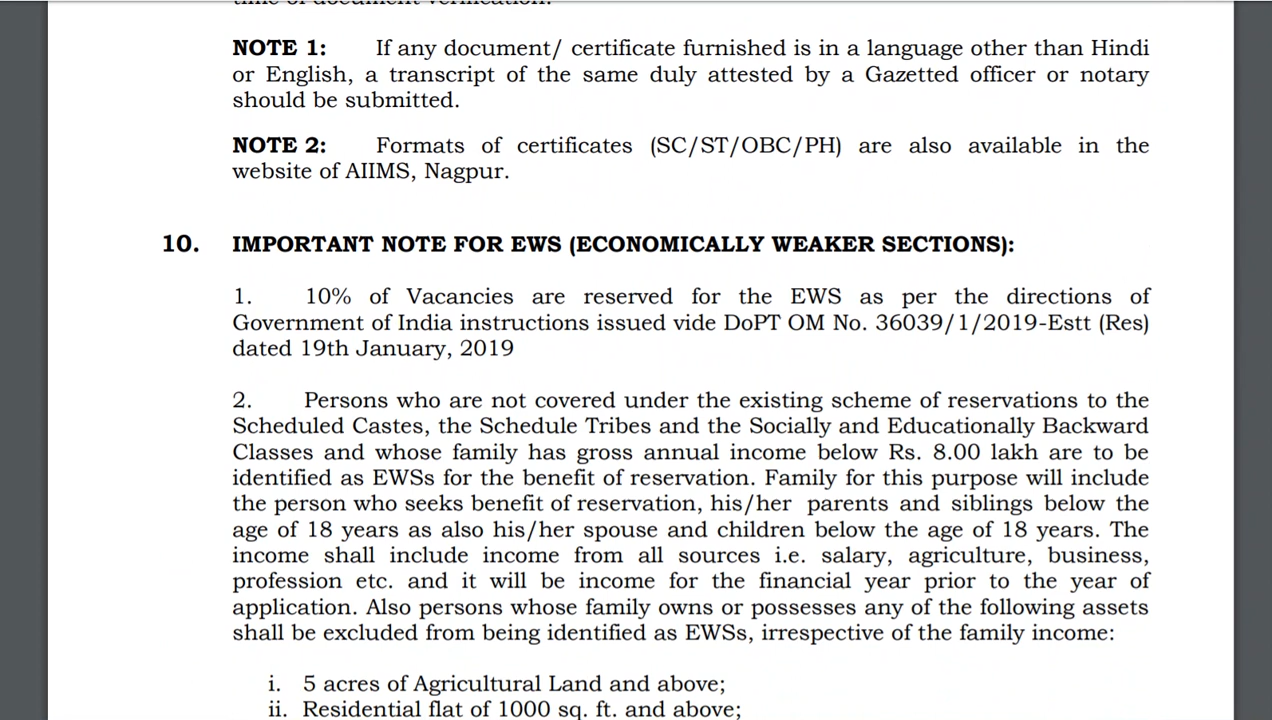 time of document verification.
NOTE 1: If any document/ certificate furnished is in a language other than Hindi
or English, a transcript of the same duly attested by a Gazetted officer or notary
should be submitted.
NOTE 2: Formats of certificates (SC/ST/OBC/PH) are also available in the
website of AIIMS, Nagpur.
10. IMPORTANT NOTE FOR EWS (ECONOMICALLY WEAKER SECTIONS):
1. 10% of Vacancies are reserved for the EWS as per the directions of
Government of India instructions issued vide DoPT OM No. 36039/1/2019-Estt (Res)
dated 19th January, 2019
2. Persons who are not covered under the existing scheme of reservations to the
Scheduled Castes, the Schedule Tribes and the Socially and Educationally Backward
Classes and whose family has gross annual income below Rs. 8.00 lakh are to be
identified as EWSs for the benefit of reservation. Family for this purpose will include
the person who seeks benefit of reservation, his/her parents and siblings below the
age of 18 years as also his/her spouse and children below the age of 18 years. The
income shall include income from all sources i.e. salary, agriculture, business,
profession etc. and it will be income for the financial year prior to the year of
application. Also persons whose family owns or possesses any of the following assets
shall be excluded from being identified as EWSs, irrespective of the family income:
i. 5 acres of Agricultural Land and above;
ii. Residential flat of 1000 sq. ft. and above;